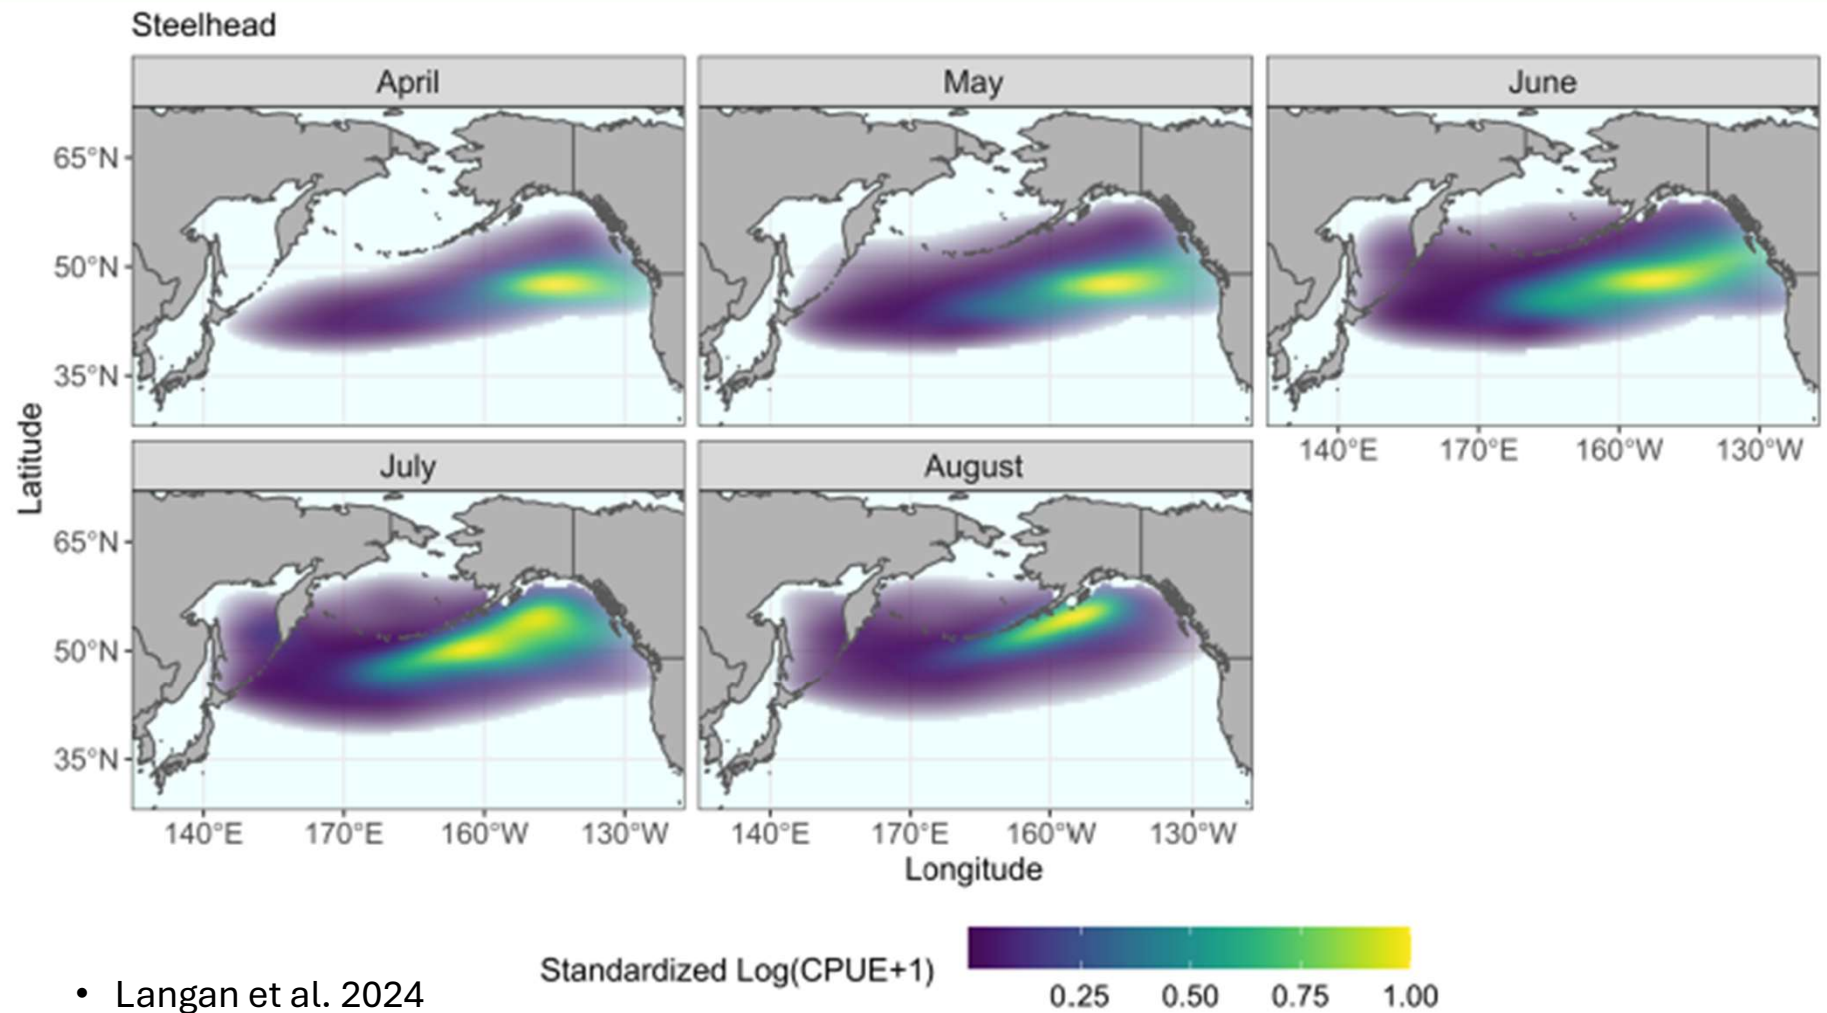 Steelhead
April
May
June
65°N
50°N
35°N
140°E 170°E 160°W 130°W
July
August
65°N
50°N
35°N
140°E 170°E 160°W 130°W
140°E 170°E 160°W 130°W
Latitude
Longitude
Standardized Log(CPUE+1)
0.25 0.50 0.75 1.00
• Langan et al. 2024